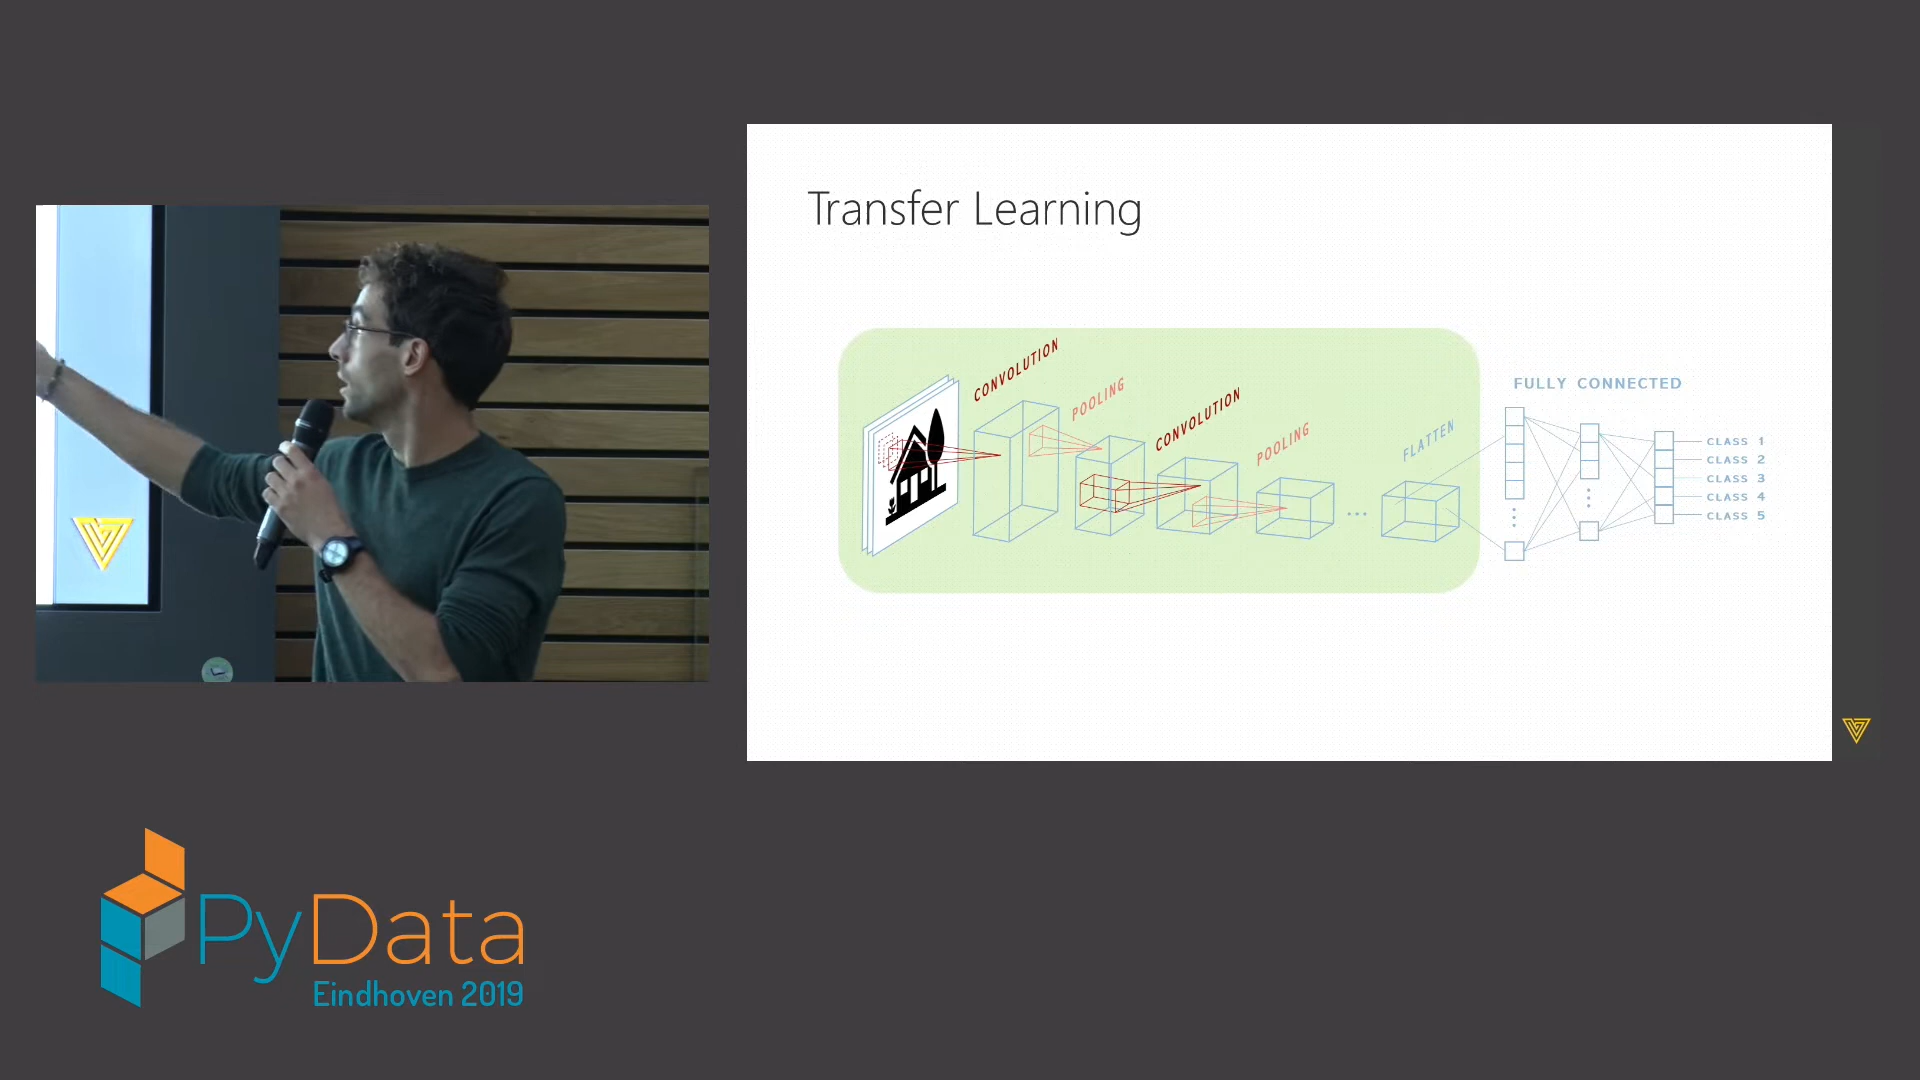 Transfer Learning
CONVOLUTION
POOLING
CONVOLUTION
POOLING
FLATTEN
FULLY CONNECTED
CLASS 1
CLASS 2
CLASS 3
CLASS 4
CLASS 5
PyData
Eindhoven 2019